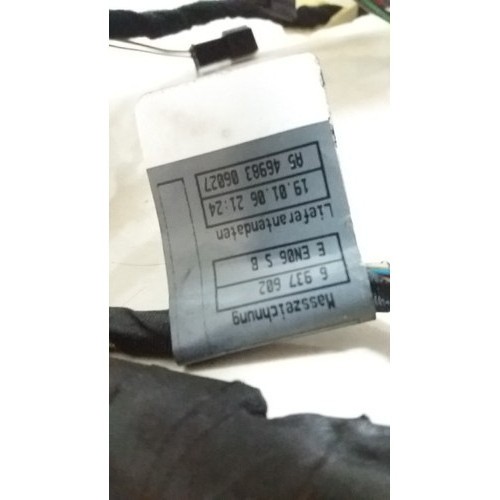 Masszeichnung
6 937 602
E EN06 S B
Lieferantendaten
19.01.06 21:24
A5 46983 06027